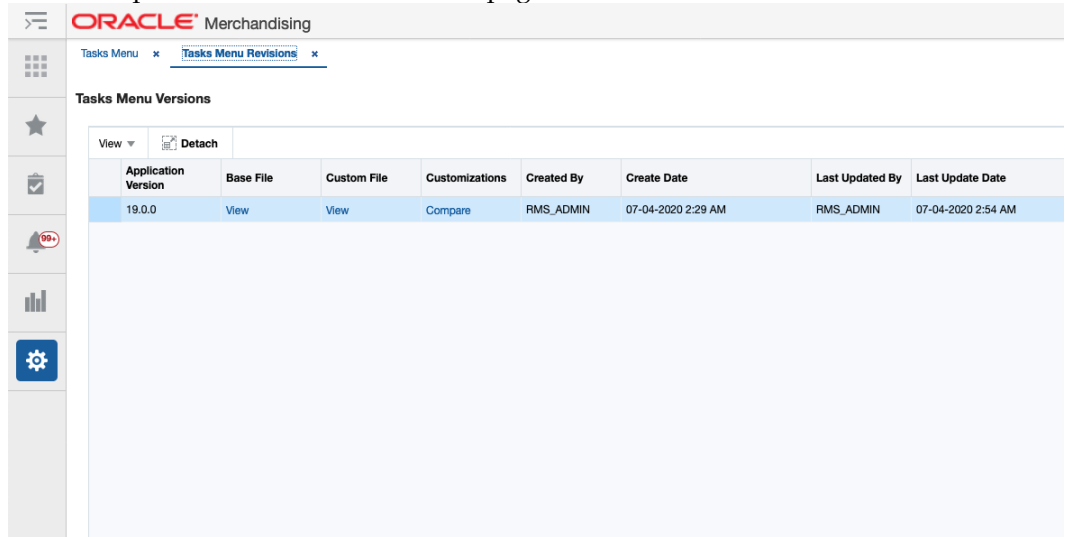 ORACLE Merchandising
Tasks Menu × Tasks Menu Revisions ×
Tasks Menu Versions
View ▼ Detach
Application Version Base File Custom File Customizations Created By Create Date Last Updated By Last Update Date
19.0.0 View View Compare RMS_ADMIN 07-04-2020 2:29 AM RMS_ADMIN 07-04-2020 2:54 AM
99+